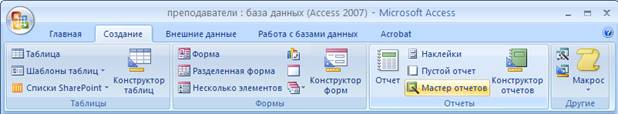 преподаватели : база данных (Access 2007) - Microsoft Access
Главная Создание Внешние данные Работа с базами данных Acrobat
Таблица
Шаблоны таблиц
Списки SharePoint
Конструктор таблиц
Таблицы
Форма
Разделенная форма
Несколько элементов
Конструктор форм
Формы
Отчет
Наклейки
Пустой отчет
Мастер отчетов
Конструктор отчетов
Отчеты
Макрос
Другие